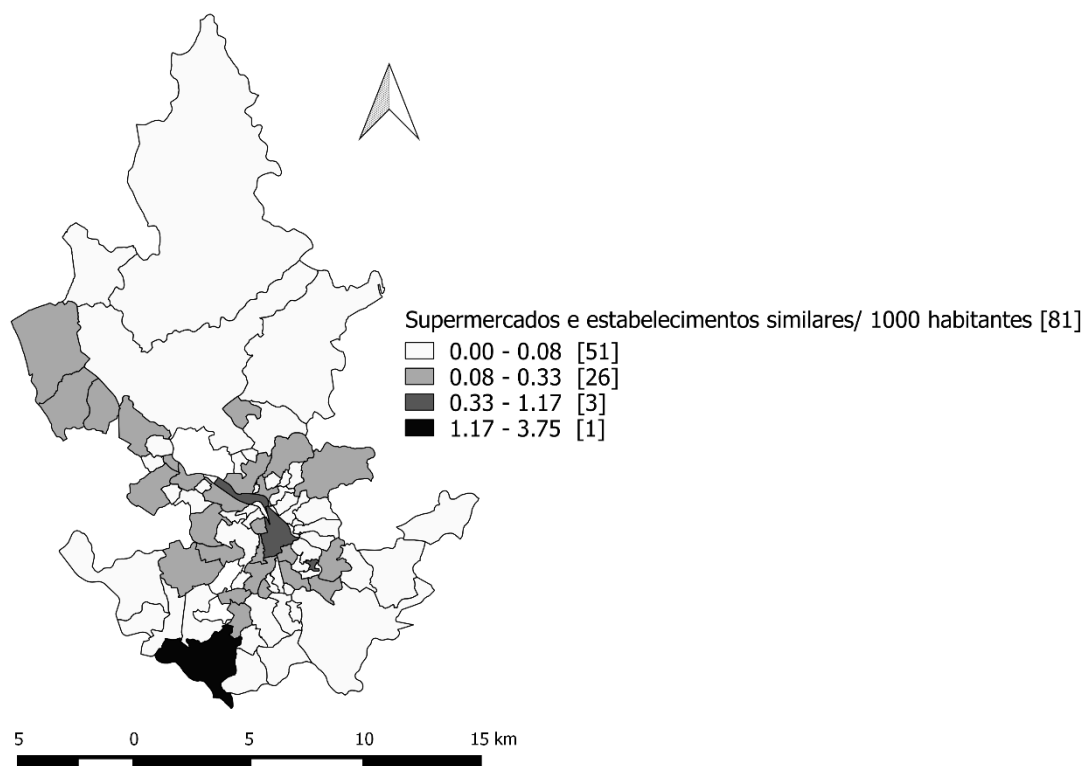 Supermercados e estabelecimentos similares/ 1000 habitantes [81]
0.00 - 0.08 [51]
0.08 - 0.33 [26]
0.33 - 1.17 [3]
1.17 - 3.75 [1]
5 0 5 10 15 km